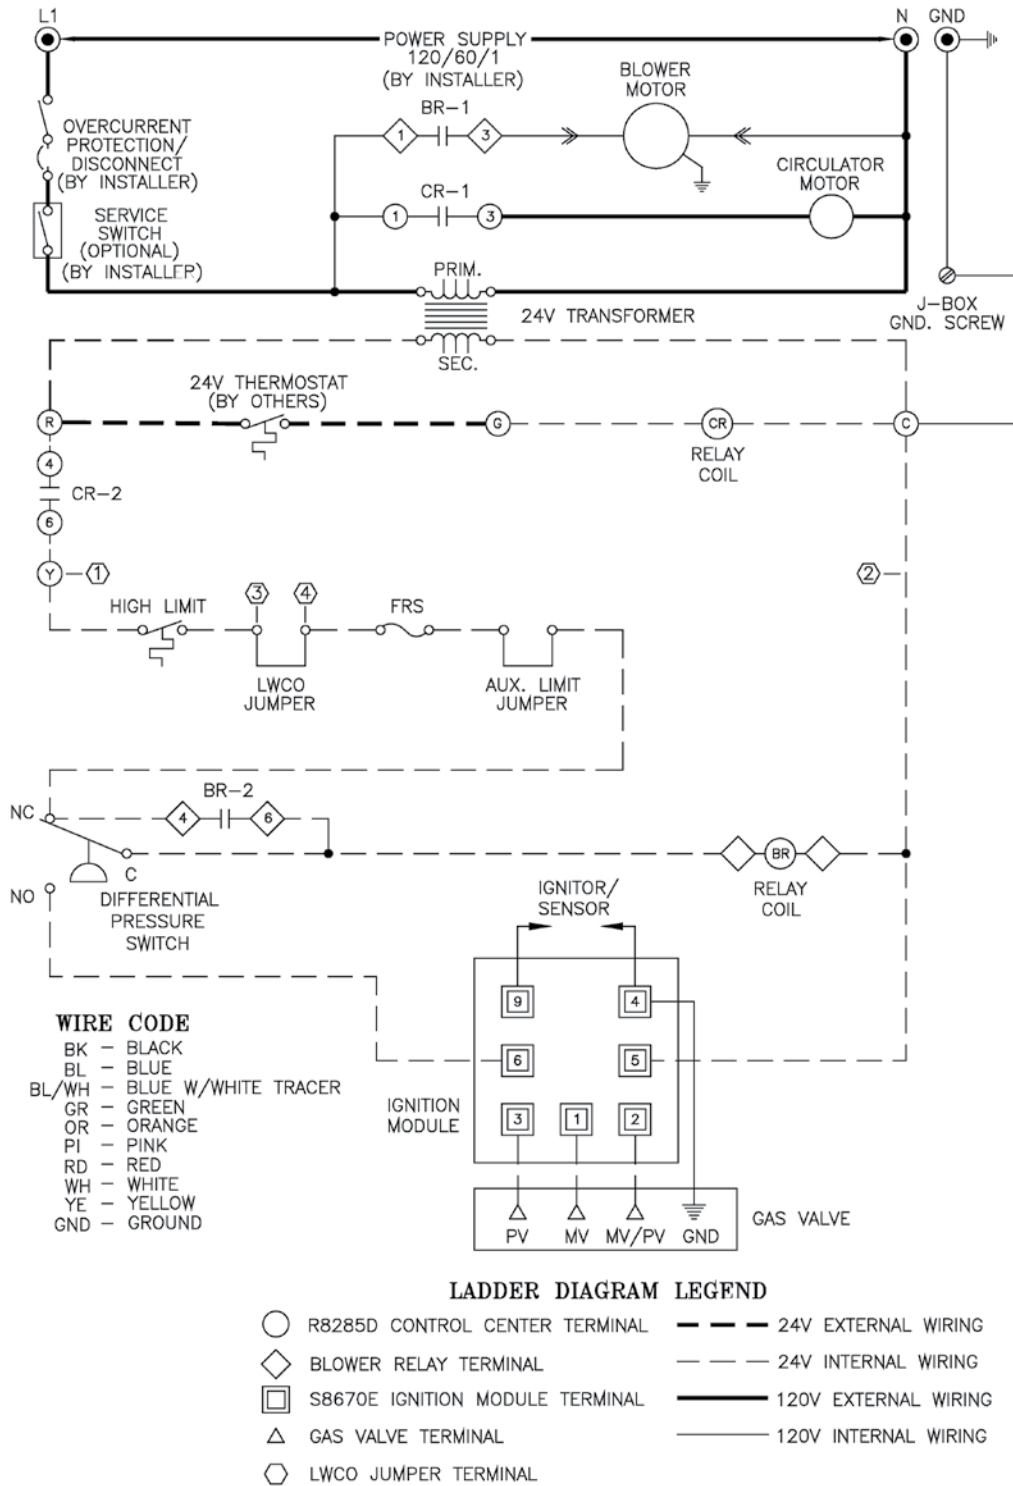 L1
N
GND
POWER SUPPLY
120/60/1
(BY INSTALLER)
BLOWER
MOTOR
BR-1
1
3
OVERCURRENT
PROTECTION/
DISCONNECT
(BY INSTALLER)
CIRCULATOR
MOTOR
CR-1
1
3
SERVICE
SWITCH
(OPTIONAL)
(BY INSTALLER)
PRIM.
24V TRANSFORMER
J-BOX
GND. SCREW
SEC.
24V THERMOSTAT
(BY OTHERS)
R
G
CR
C
RELAY
COIL
4
CR-2
6
Y
1
2
HIGH LIMIT
3
4
FRS
LWCO
JUMPER
AUX. LIMIT
JUMPER
BR-2
NC
4
6
C
BR
RELAY
COIL
NO
DIFFERENTIAL
PRESSURE
SWITCH
IGNITOR/
SENSOR
9
4
6
5
3
1
2
IGNITION
MODULE
PV
MV
MV/PV
GND
GAS VALVE
WIRE CODE
BK - BLACK
BL - BLUE
BL/WH - BLUE W/WHITE TRACER
GR - GREEN
OR - ORANGE
PI - PINK
RD - RED
WH - WHITE
YE - YELLOW
GND - GROUND
LADDER DIAGRAM LEGEND
R8285D CONTROL CENTER TERMINAL
BLOWER RELAY TERMINAL
S8670E IGNITION MODULE TERMINAL
GAS VALVE TERMINAL
LWCO JUMPER TERMINAL
24V EXTERNAL WIRING
24V INTERNAL WIRING
120V EXTERNAL WIRING
120V INTERNAL WIRING